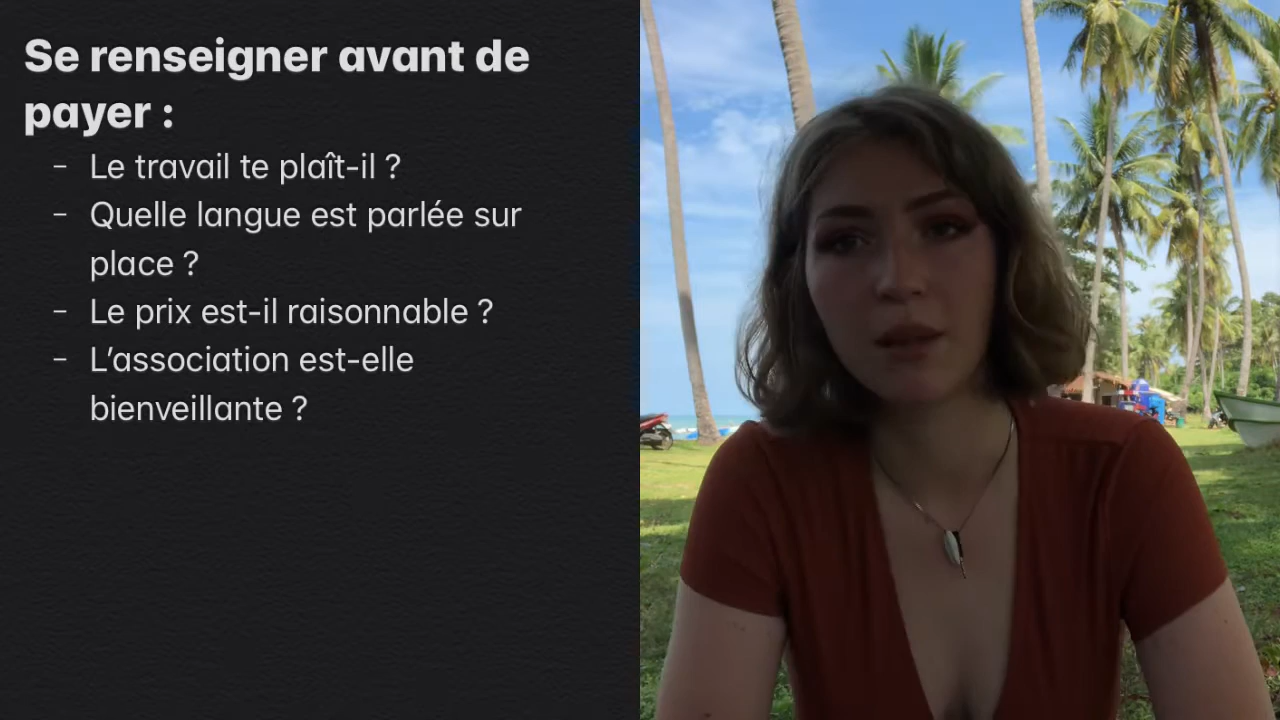 Se renseigner avant de
payer :
- Le travail te plaît-il ?
- Quelle langue est parlée sur
place ?
- Le prix est-il raisonnable ?
- L’association est-elle
bienveillante ?